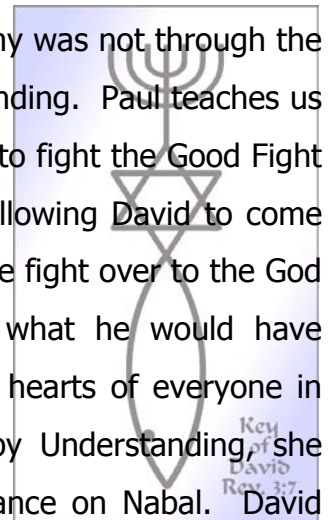 ny was not through the
nding. Paul teaches us
to fight the Good Fight
llowing David to come
e fight over to the God
what he would have
hearts of everyone in
by Understanding, she
ance on Nabal. David
Key
of
David
Rev. 3:7